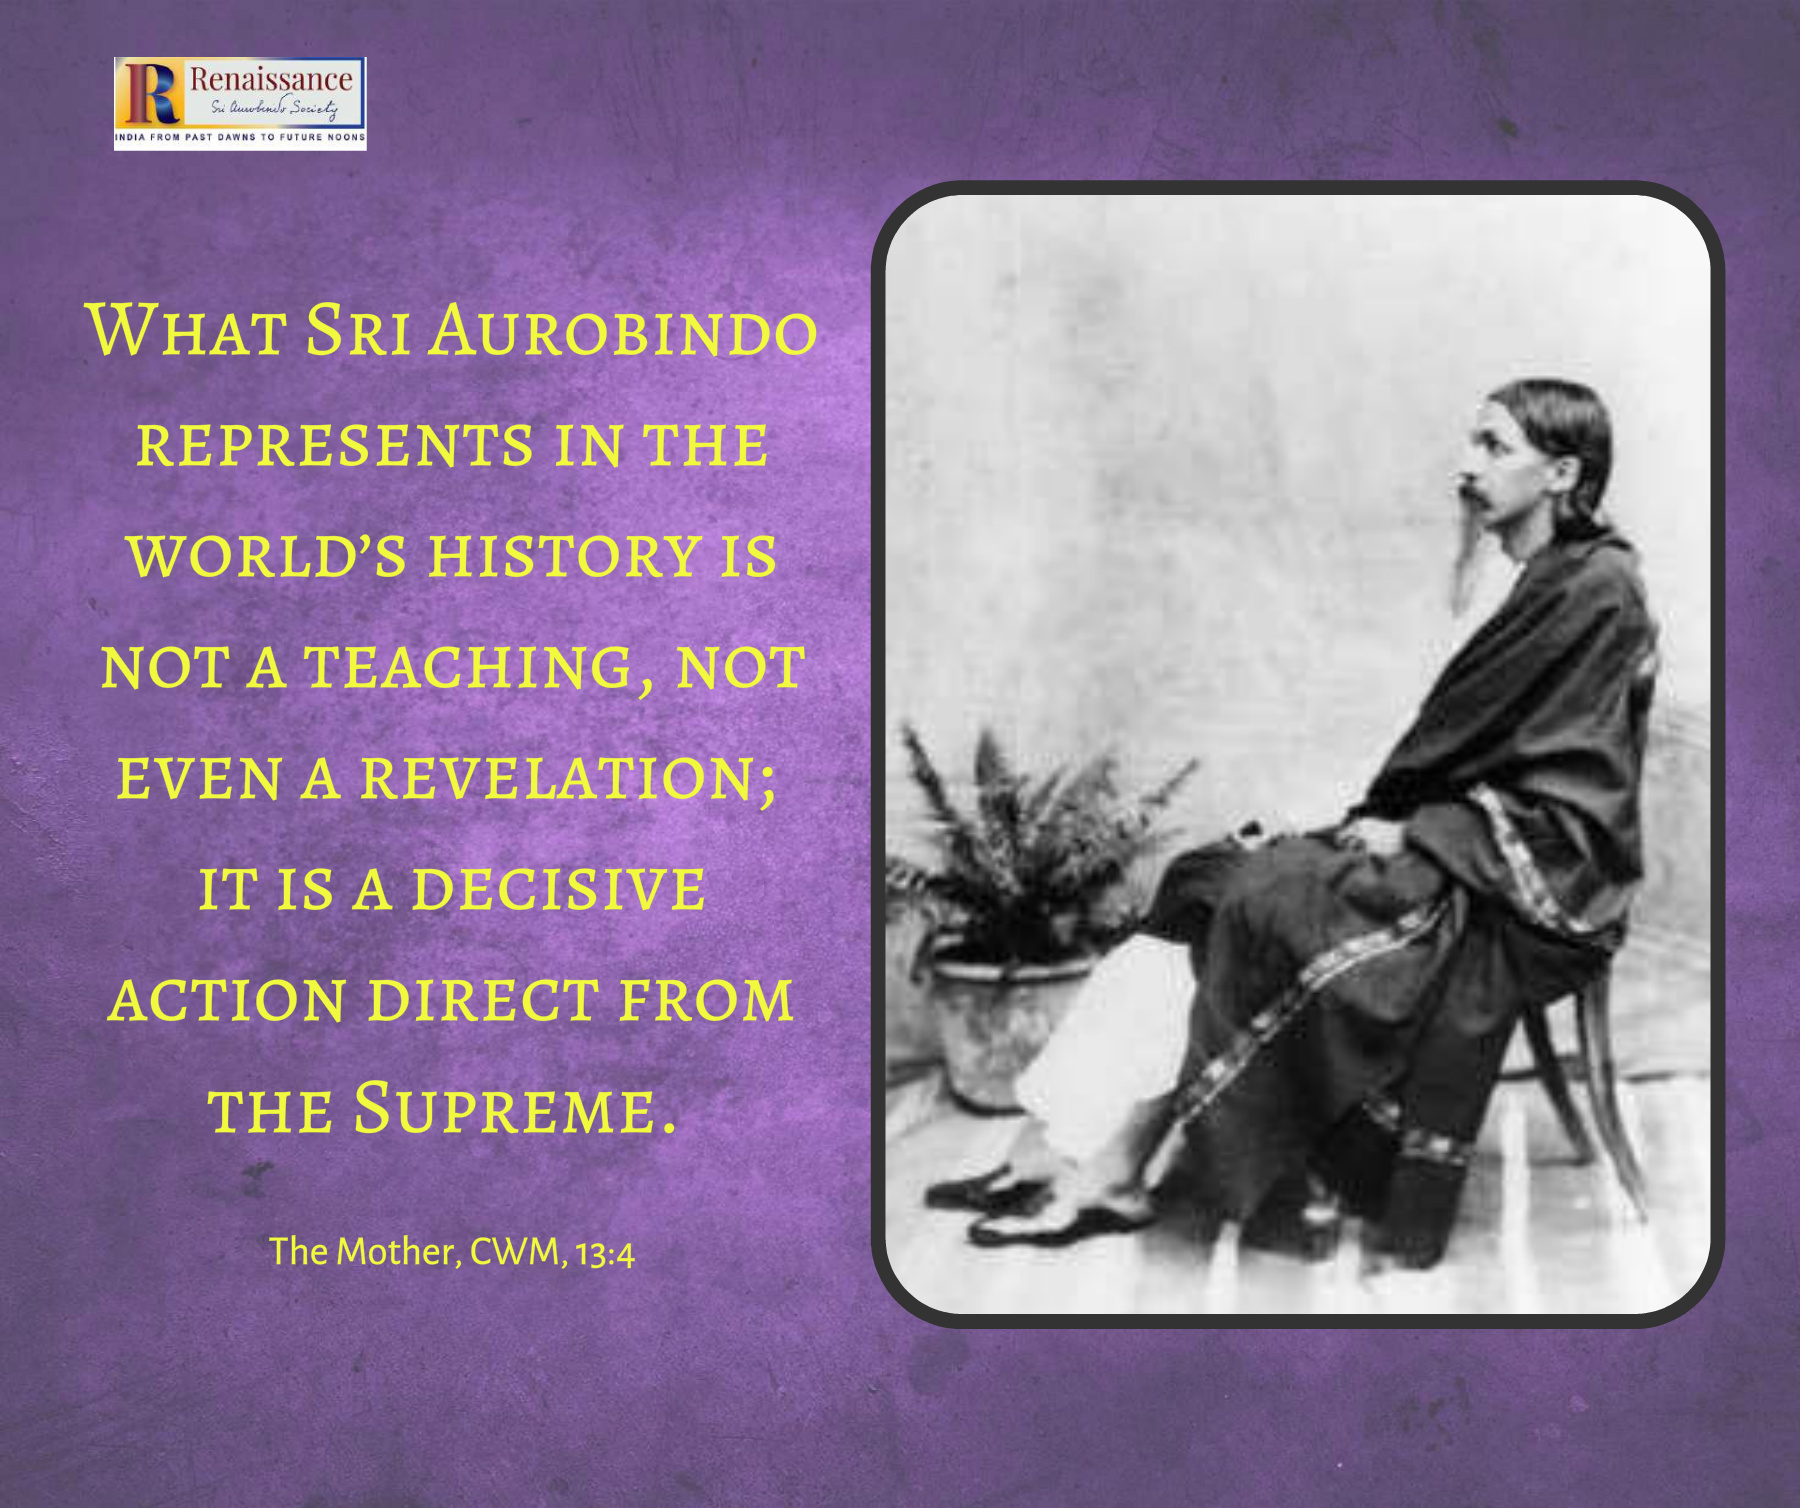 R Renaissance
Sri Aurobindo Society
INDIA FROM PAST DAWNS TO FUTURE NOONS
What Sri Aurobindo
represents in the
world’s history is
not a teaching, not
even a revelation;
it is a decisive
action direct from
the Supreme.
The Mother, CWM, 13:4